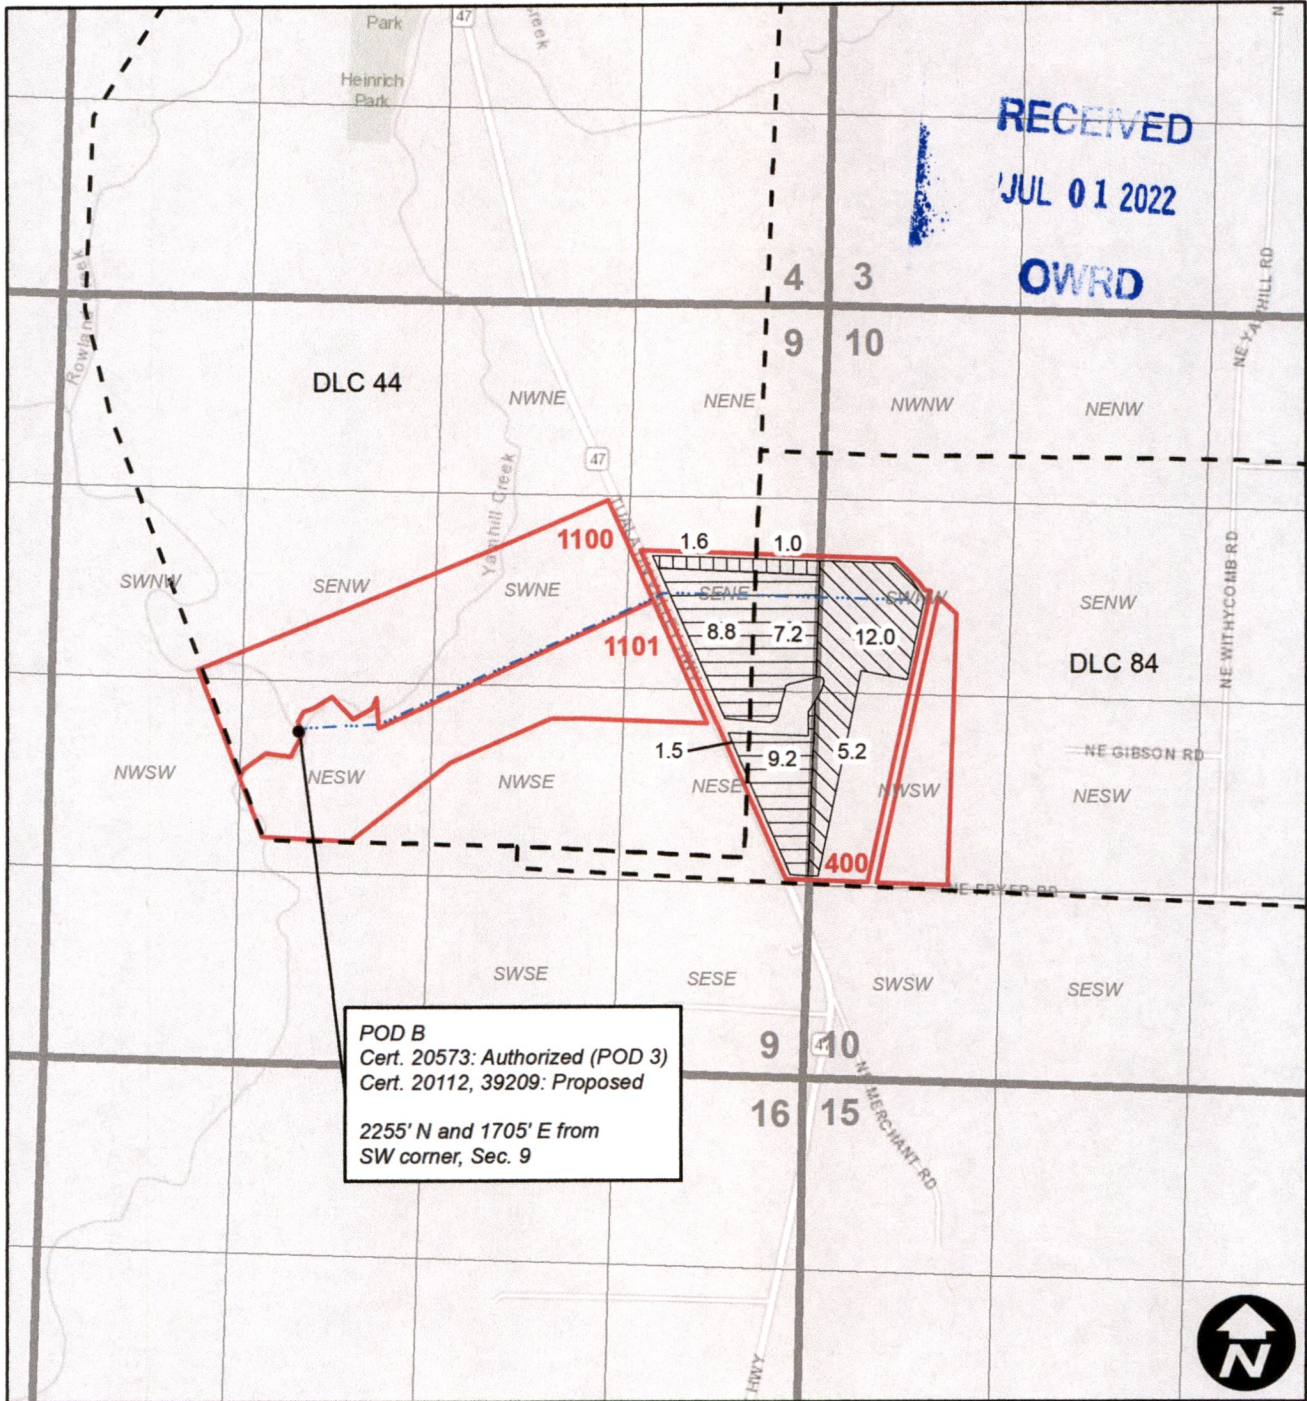 Park
47
Creek
Heinrich
Park
RECEIVED
JUL 01 2022
OWRD
4 3
9 10
NE YAMHILL RD
Rowland Creek
DLC 44
NWNE
NENE
NWNW
NENW
47
Yamhill Creek
1100
1.6
1.0
SWNW
SENW
SWNE
SENE
SWNW
SENW
NE WITHYCOMB RD
1101
8.8
7.2
12.0
DLC 84
1.5
9.2
5.2
NE GIBSON RD
NWSW
NESW
NWSE
NESE
NWSW
NESW
400
NE FRYER RD
SWSE
SESE
SWSW
SESW
POD B
Cert. 20573: Authorized (POD 3)
Cert. 20112, 39209: Proposed
2255' N and 1705' E from
SW corner, Sec. 9
9 10
47
16 15
NE MERCHANT RD
HWY
N